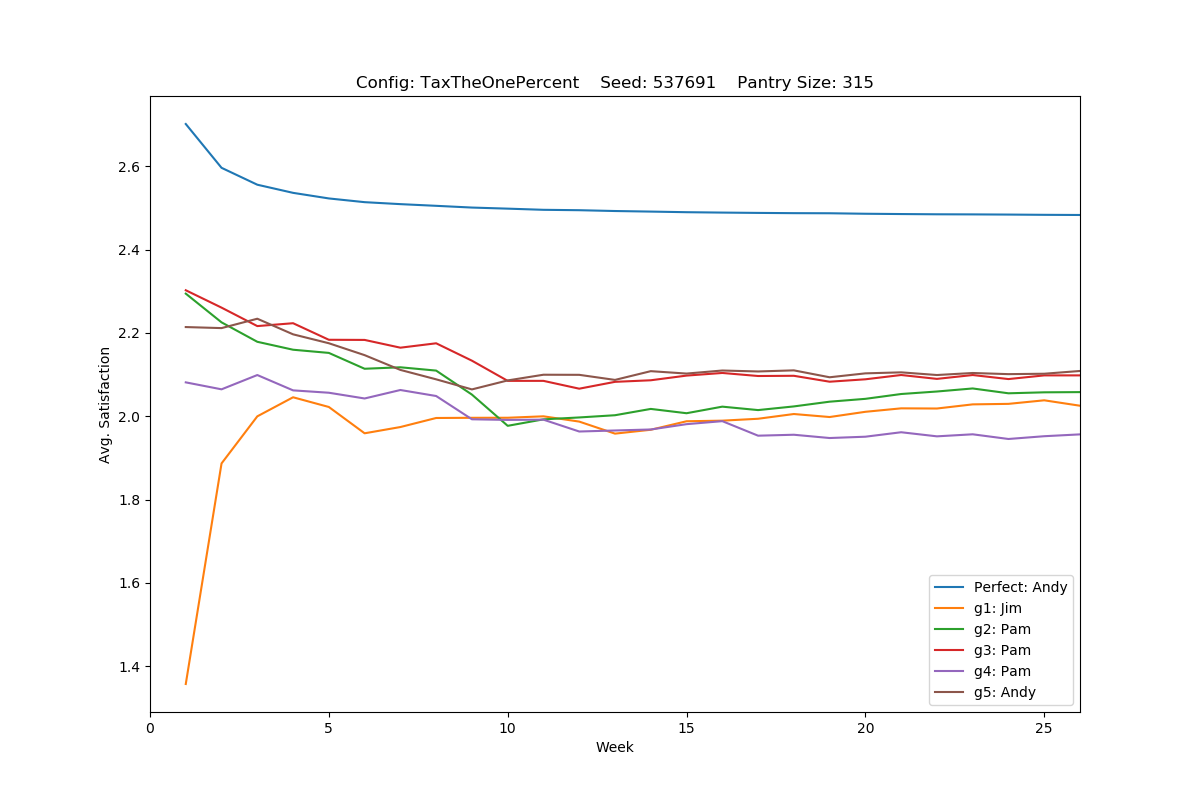 Config: TaxTheOnePercent    Seed: 537691    Pantry Size: 315
Avg. Satisfaction
2.6
2.4
2.2
2.0
1.8
1.6
1.4
Perfect: Andy
g1: Jim
g2: Pam
g3: Pam
g4: Pam
g5: Andy
0 5 10 15 20 25
Week